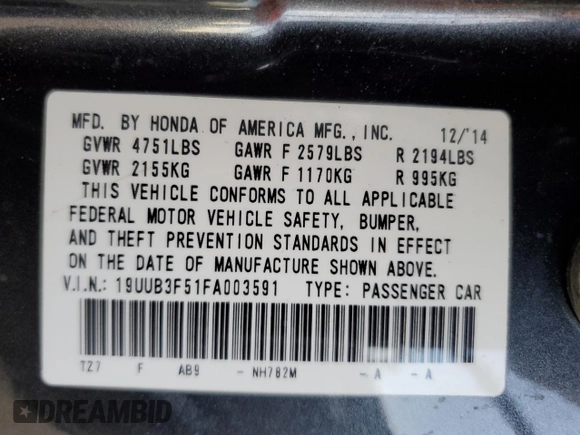 MFD. BY HONDA OF AMERICA MFG., INC. 12/'14
GVWR 4751LBS GAWR F 2579LBS R 2194LBS
GVWR 2155KG GAWR F 1170KG R 995KG
THIS VEHICLE CONFORMS TO ALL APPLICABLE
FEDERAL MOTOR VEHICLE SAFETY, BUMPER,
AND THEFT PREVENTION STANDARDS IN EFFECT
ON THE DATE OF MANUFACTURE SHOWN ABOVE.
V.I.N.: 19UUB3F51FA003591 TYPE: PASSENGER CAR
TZ7 F AB9 - NH782M - A - A
DREAMBID